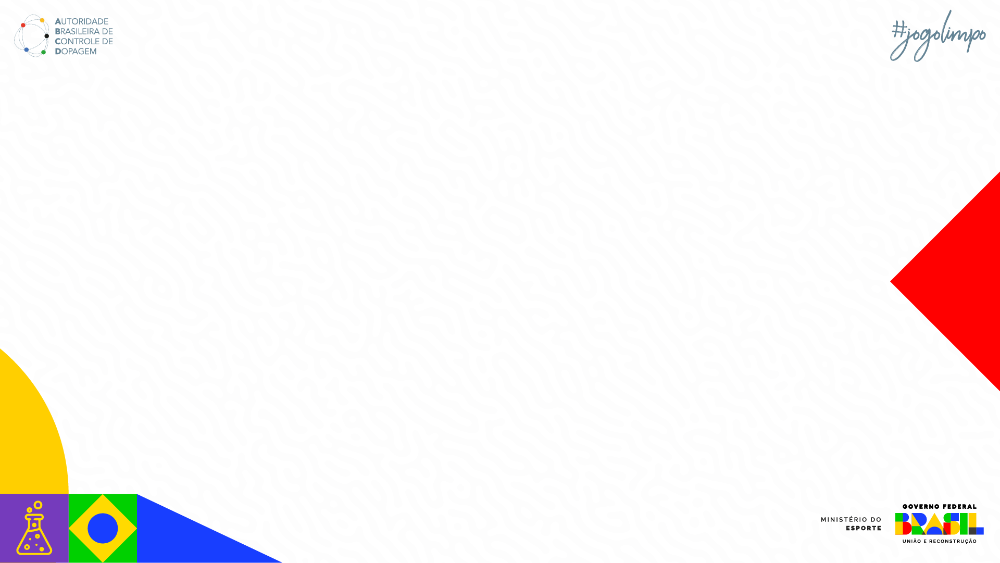 AUTORIDADE
BRASILEIRA DE
CONTROLE DE
DOPAGEM
#jogolimpo
MINISTÉRIO DO
ESPORTE
GOVERNO FEDERAL
BRASIL
UNIÃO E RECONSTRUÇÃO